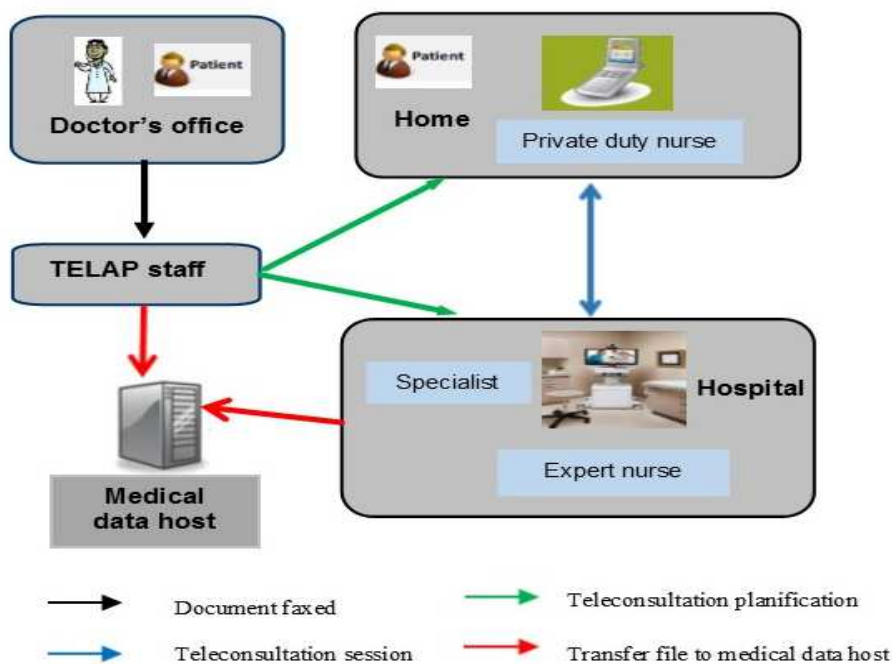 Patient
Doctor's office
Patient
Home
Private duty nurse
TELAP staff
Specialist
Hospital
Expert nurse
Medical
data host
Document faxed
Teleconsultation planification
Teleconsultation session
Transfer file to medical data host